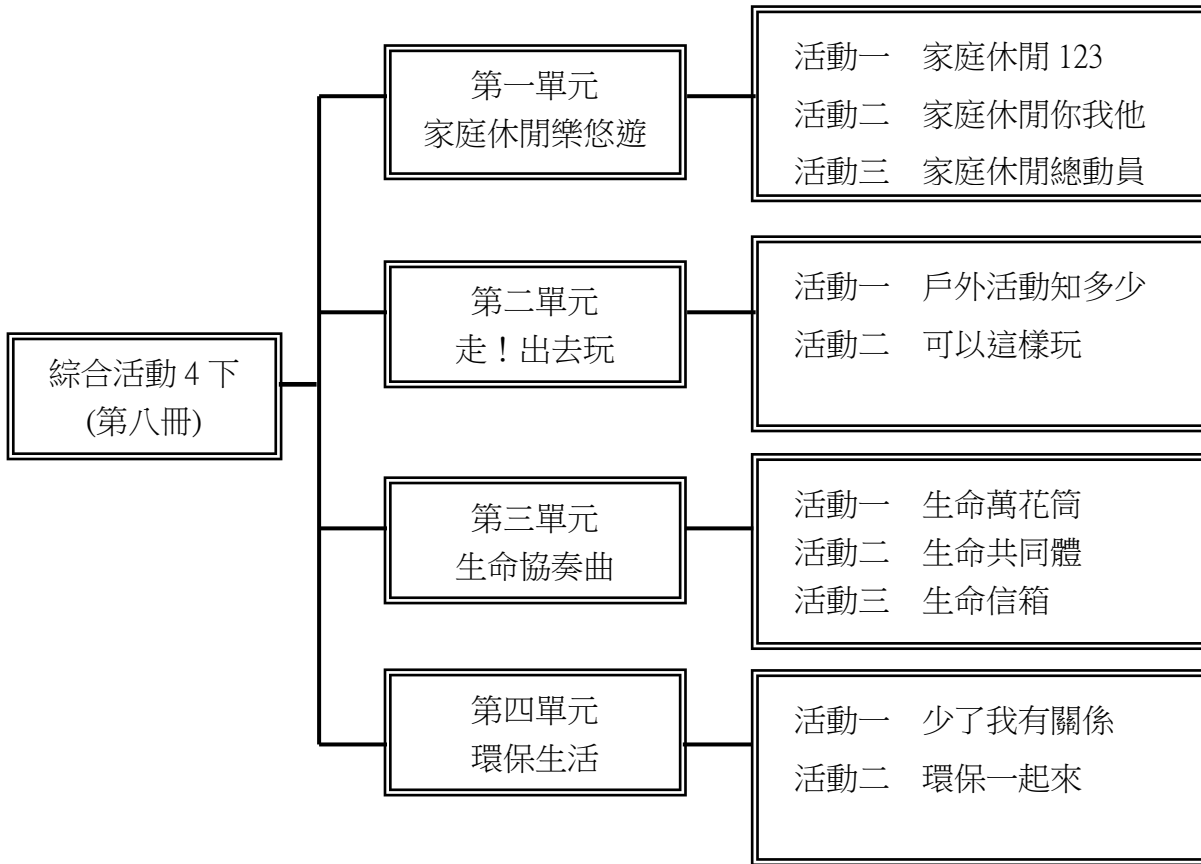 綜合活動 4 下
(第八冊)
第一單元
家庭休閒樂悠遊
活動一　家庭休閒 123
活動二　家庭休閒你我他
活動三　家庭休閒總動員
第二單元
走！出去玩
活動一　戶外活動知多少
活動二　可以這樣玩
第三單元
生命協奏曲
活動一　生命萬花筒
活動二　生命共同體
活動三　生命信箱
第四單元
環保生活
活動一　少了我有關係
活動二　環保一起來